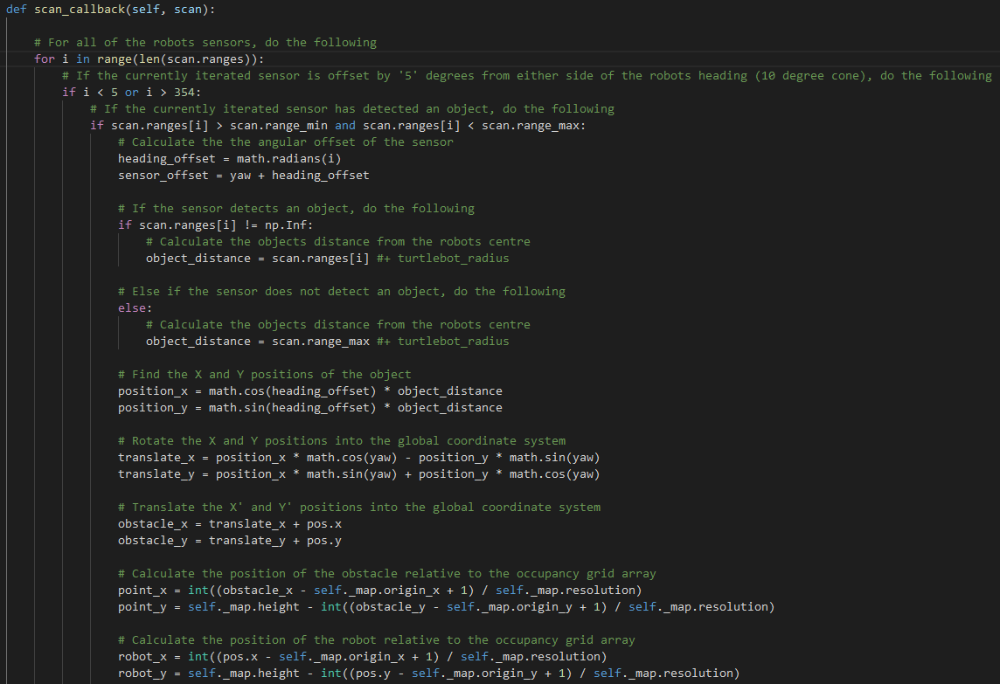 def scan_callback(self, scan):
# For all of the robots sensors, do the following
for i in range(len(scan.ranges)):
# If the currently iterated sensor is offset by '5' degrees from either side of the robots heading (10 degree cone), do the following
if i < 5 or i > 354:
# If the currently iterated sensor has detected an object, do the following
if scan.ranges[i] > scan.range_min and scan.ranges[i] < scan.range_max:
# Calculate the the angular offset of the sensor
heading_offset = math.radians(i)
sensor_offset = yaw + heading_offset
# If the sensor detects an object, do the following
if scan.ranges[i] != np.Inf:
# Calculate the objects distance from the robots centre
object_distance = scan.ranges[i] #+ turtlebot_radius
# Else if the sensor does not detect an object, do the following
else:
# Calculate the objects distance from the robots centre
object_distance = scan.range_max #+ turtlebot_radius
# Find the X and Y positions of the object
position_x = math.cos(heading_offset) * object_distance
position_y = math.sin(heading_offset) * object_distance
# Rotate the X and Y positions into the global coordinate system
translate_x = position_x * math.cos(yaw) - position_y * math.sin(yaw)
translate_y = position_x * math.sin(yaw) + position_y * math.cos(yaw)
# Translate the X' and Y' positions into the global coordinate system
obstacle_x = translate_x + pos.x
obstacle_y = translate_y + pos.y
# Calculate the position of the obstacle relative to the occupancy grid array
point_x = int((obstacle_x - self._map.origin_x + 1) / self._map.resolution)
point_y = self._map.height - int((obstacle_y - self._map.origin_y + 1) / self._map.resolution)
# Calculate the position of the robot relative to the occupancy grid array
robot_x = int((pos.x - self._map.origin_x + 1) / self._map.resolution)
robot_y = self._map.height - int((pos.y - self._map.origin_y + 1) / self._map.resolution)